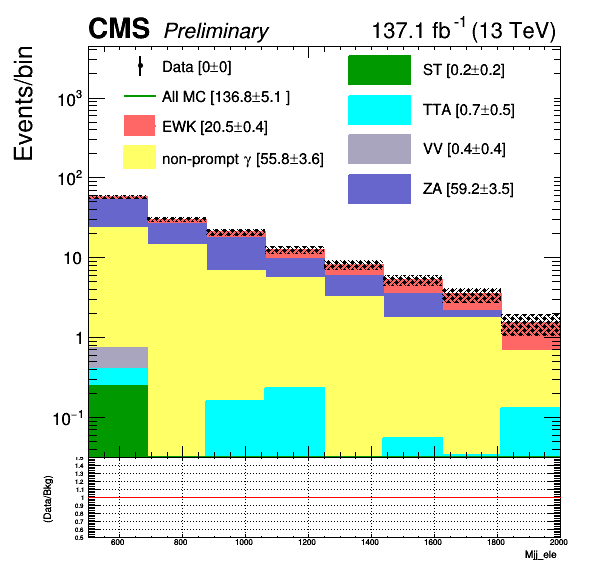 CMS Preliminary 137.1 fb⁻¹ (13 TeV)
Events/bin
Data [0±0]
All MC [136.8±5.1 ]
EWK [20.5±0.4]
non-prompt γ [55.8±3.6]
ST [0.2±0.2]
TTA [0.7±0.5]
VV [0.4±0.4]
ZA [59.2±3.5]
10³
10²
10
1
10⁻¹
(Data/Bkg)
1.5
1.4
1.3
1.2
1.1
1
0.9
0.8
0.7
0.6
0.5
600 800 1000 1200 1400 1600 1800 2000
Mjj_ele